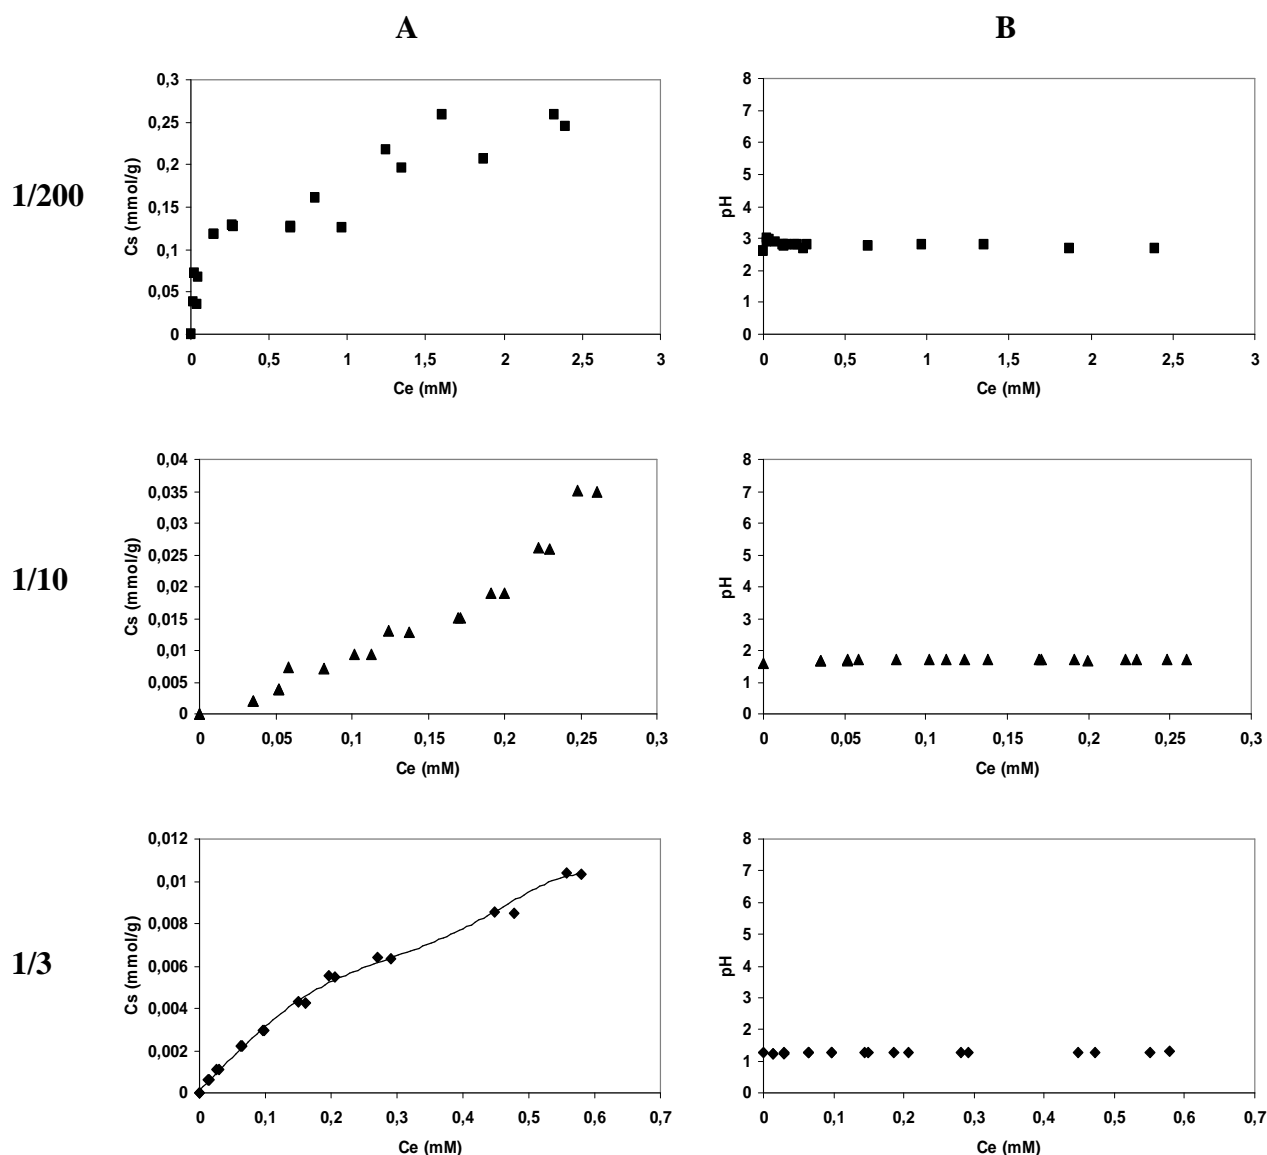 A
B
1/200
Cs (mmol/g)
0,3
0,25
0,2
0,15
0,1
0,05
0
0 0,5 1 1,5 2 2,5 3
Ce (mM)
pH
8
7
6
5
4
3
2
1
0
0 0,5 1 1,5 2 2,5 3
Ce (mM)
1/10
Cs (mmol/g)
0,04
0,035
0,03
0,025
0,02
0,015
0,01
0,005
0
0 0,05 0,1 0,15 0,2 0,25 0,3
Ce (mM)
pH
8
7
6
5
4
3
2
1
0
0 0,05 0,1 0,15 0,2 0,25 0,3
Ce (mM)
1/3
Cs (mmol/g)
0,012
0,01
0,008
0,006
0,004
0,002
0
0 0,1 0,2 0,3 0,4 0,5 0,6 0,7
Ce (mM)
pH
8
7
6
5
4
3
2
1
0
0 0,1 0,2 0,3 0,4 0,5 0,6 0,7
Ce (mM)